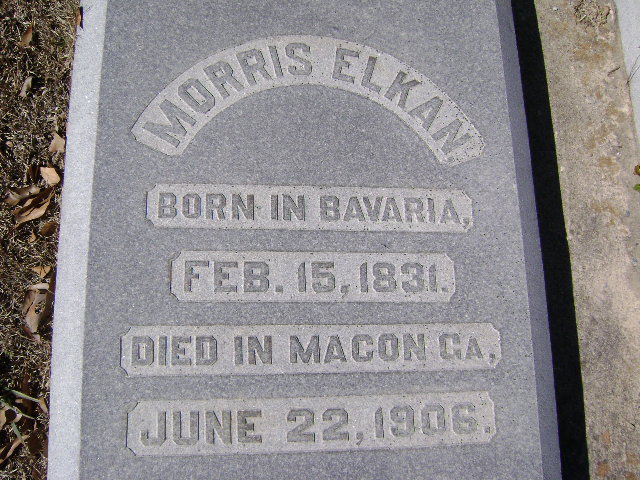 MORRIS ELKAN
BORN IN BAVARIA,
FEB. 15, 1831.
DIED IN MACON GA,
JUNE 22, 1906.